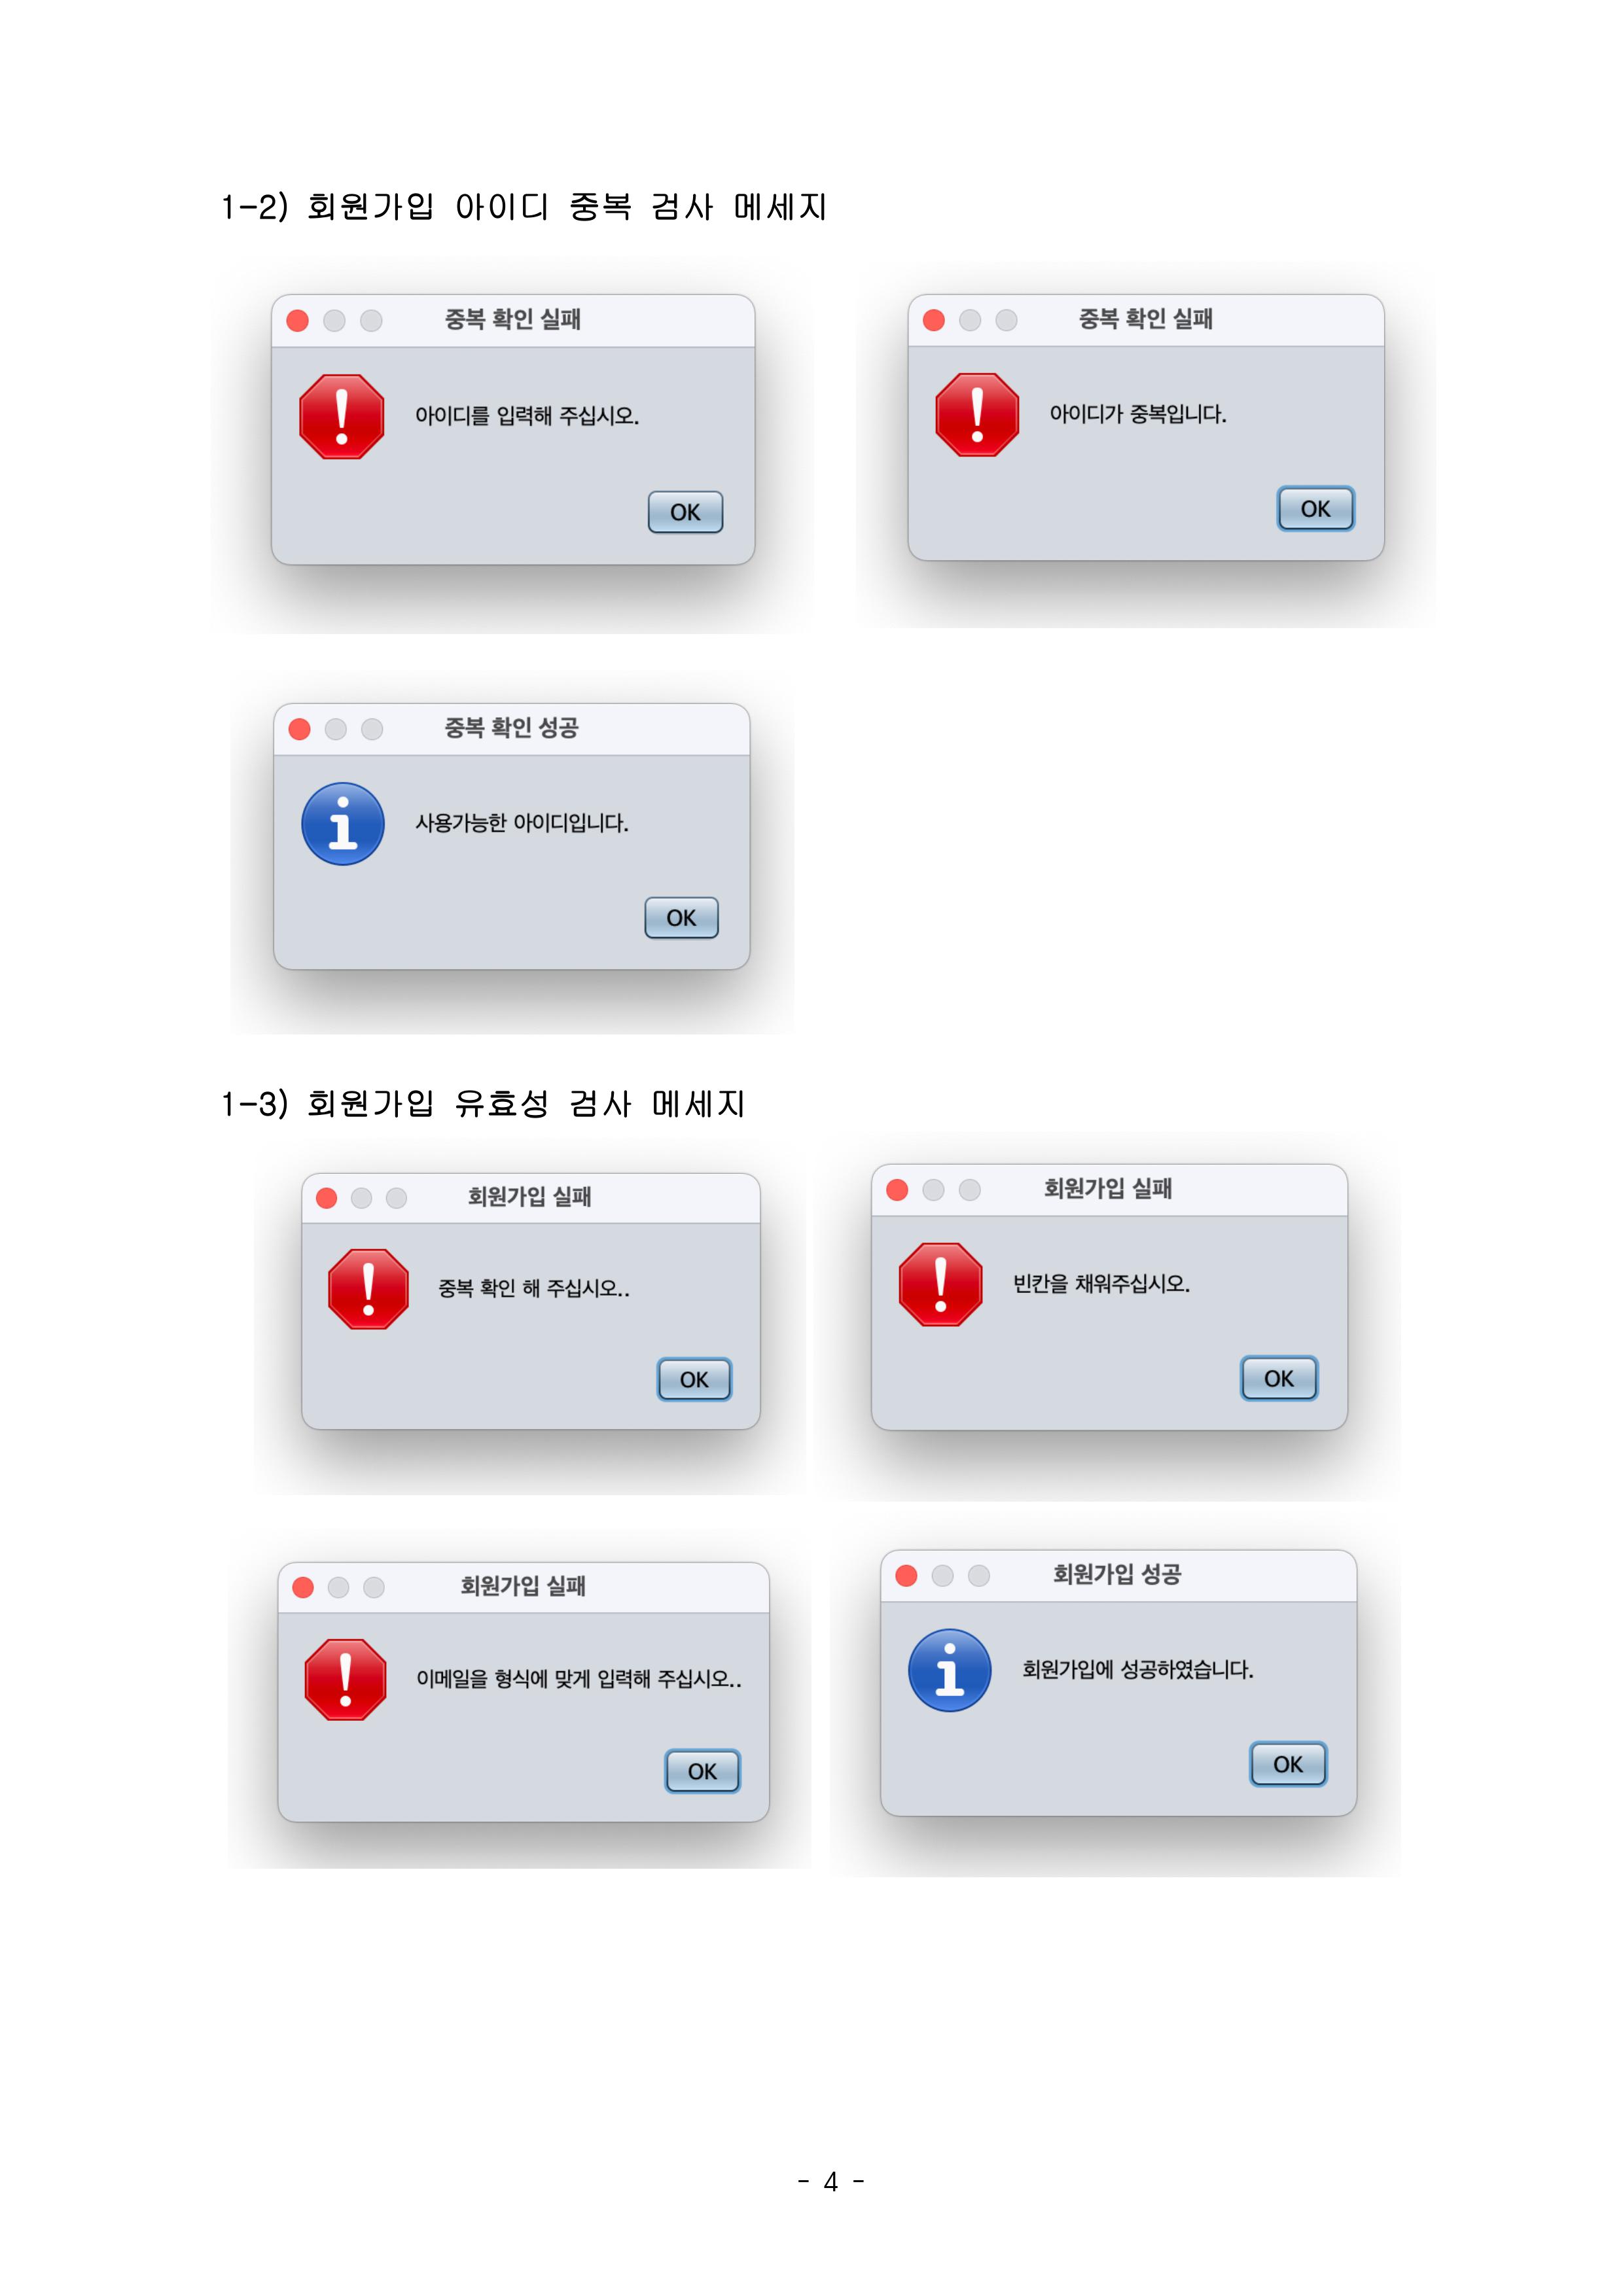 1-2) 회원가입 아이디 중복 검사 메세지
중복 확인 실패
아이디를 입력해 주십시오.
OK
중복 확인 실패
아이디가 중복입니다.
OK
중복 확인 성공
사용가능한 아이디입니다.
OK
1-3) 회원가입 유효성 검사 메세지
회원가입 실패
중복 확인 해 주십시오..
OK
회원가입 실패
빈칸을 채워주십시오.
OK
회원가입 실패
이메일을 형식에 맞게 입력해 주십시오..
OK
회원가입 성공
회원가입에 성공하였습니다.
OK
- 4 -